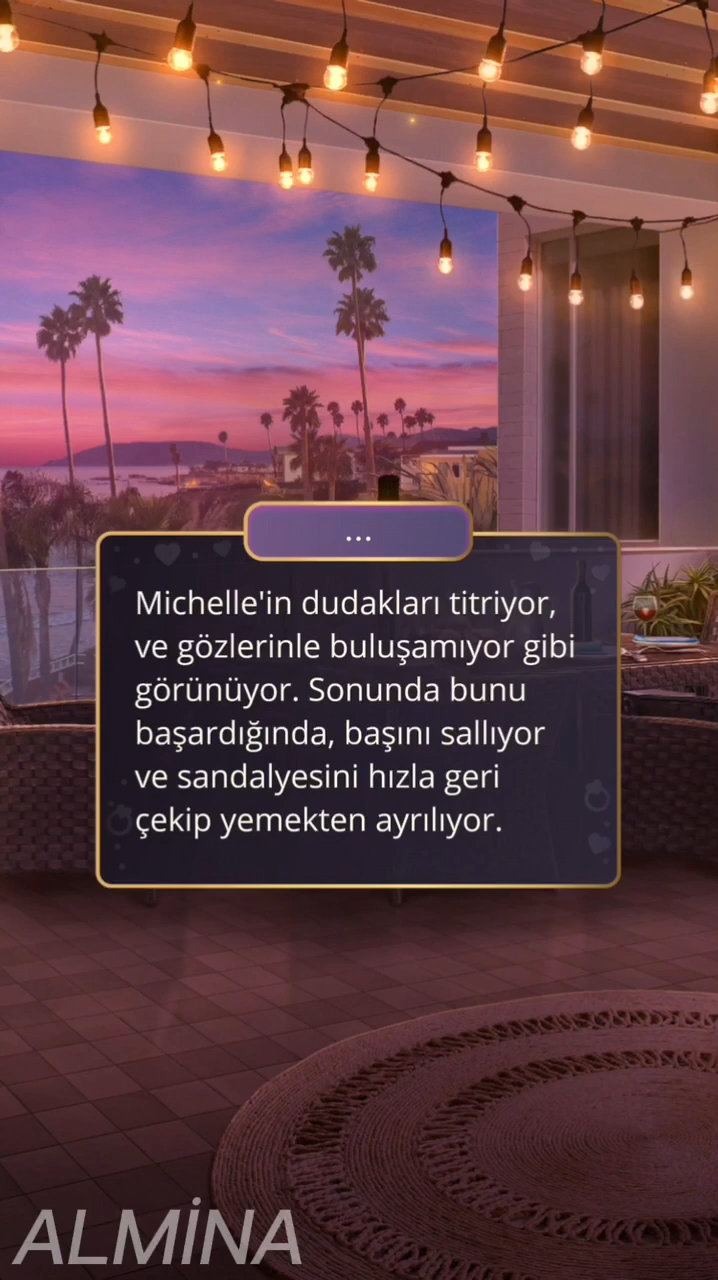 ...
Michelle'in dudakları titriyor,
ve gözlerinle buluşamıyor gibi
görünüyor. Sonunda bunu
başardığında, başını sallıyor
ve sandalyesini hızla geri
çekip yemekten ayrılıyor.
ALMİNA